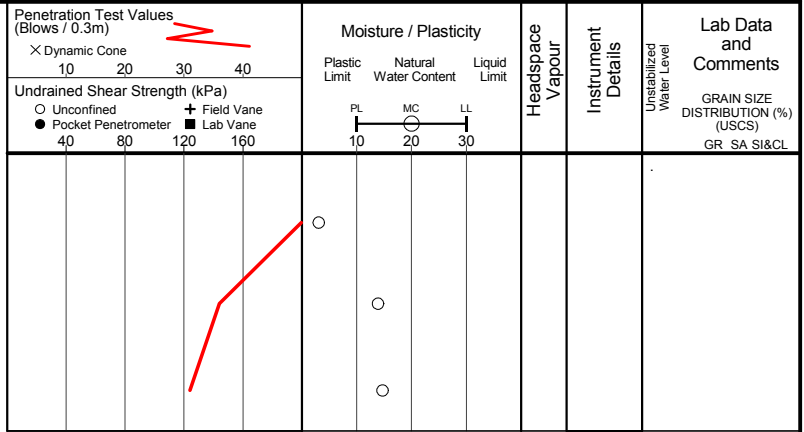 Penetration Test Values
(Blows / 0.3m)
× Dynamic Cone
10 20 30 40
Undrained Shear Strength (kPa)
○ Unconfined + Field Vane
● Pocket Penetrometer ■ Lab Vane
40 80 120 160
Moisture / Plasticity
Plastic Limit
Natural Water Content
Liquid Limit
PL MC LL
10 20 30
Headspace
Vapour
Instrument
Details
Unstabilized
Water Level
Lab Data
and
Comments
GRAIN SIZE
DISTRIBUTION (%)
(USCS)
GR SA SI&CL